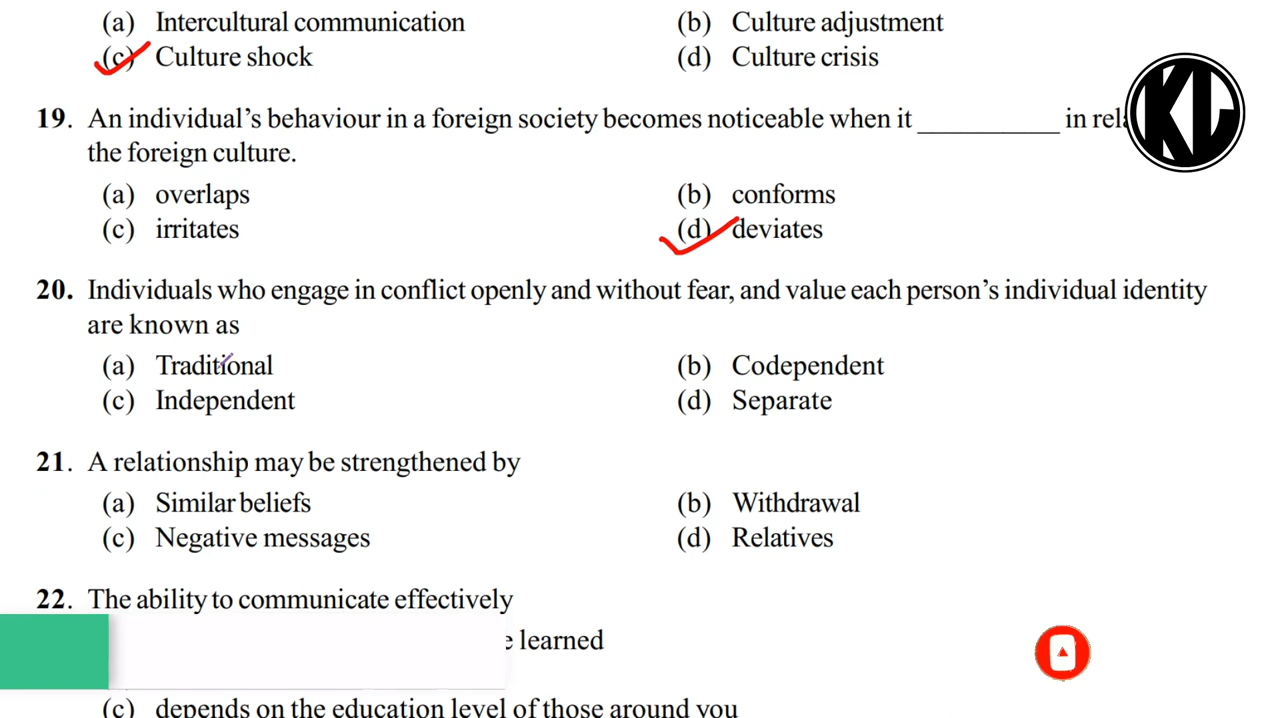 (a) Intercultural communication (b) Culture adjustment
(c) Culture shock (d) Culture crisis
19. An individual's behaviour in a foreign society becomes noticeable when it __________ in
the foreign culture.
(a) overlaps (b) conforms
(c) irritates (d) deviates
20. Individuals who engage in conflict openly and without fear, and value each person's individual identity
are known as
(a) Traditional (b) Codependent
(c) Independent (d) Separate
21. A relationship may be strengthened by
(a) Similar beliefs (b) Withdrawal
(c) Negative messages (d) Relatives
22. The ability to communicate effectively
learned
(c) depends on the education level of those around you
KL